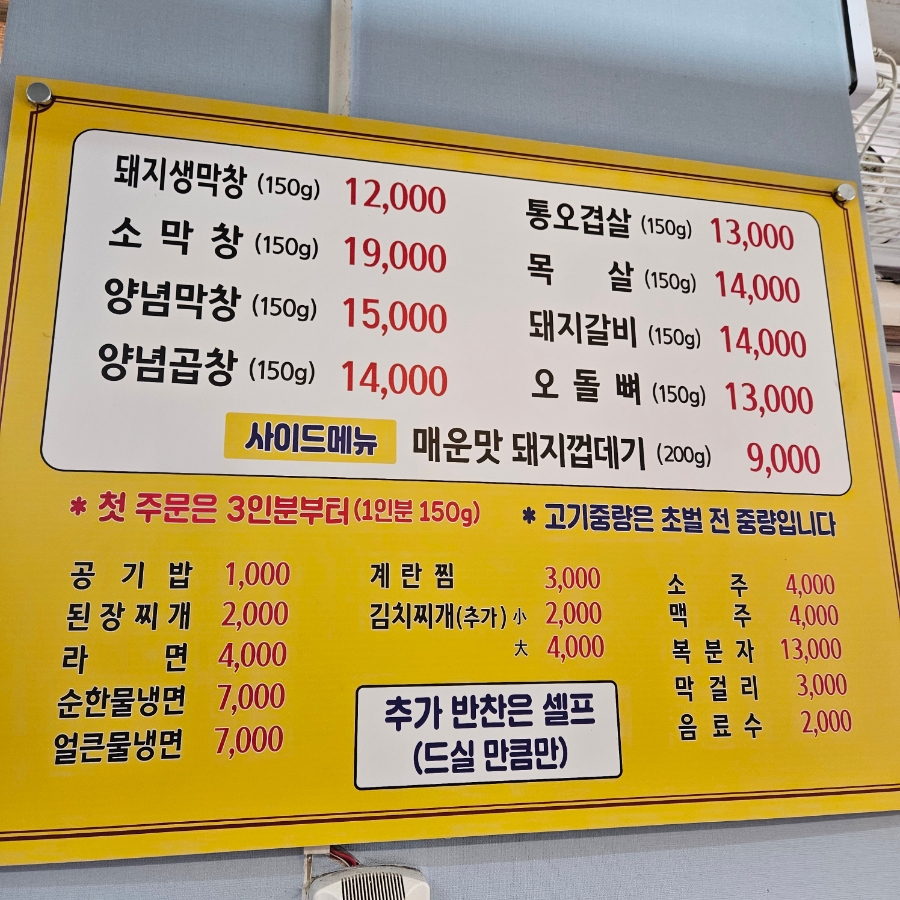 돼지생막창 (150g) 12,000
소 막 창 (150g) 19,000
양념막창 (150g) 15,000
양념곱창 (150g) 14,000
통오겹살 (150g) 13,000
목 살 (150g) 14,000
돼지갈비 (150g) 14,000
오 돌 뼈 (150g) 13,000
사이드메뉴 매운맛 돼지껍데기 (200g) 9,000
* 첫 주문은 3인분부터(1인분 150g)
* 고기중량은 초벌 전 중량입니다
공 기 밥 1,000
된장찌개 2,000
라 면 4,000
순한물냉면 7,000
얼큰물냉면 7,000
계 란 찜 3,000
김치찌개(추가) 小 2,000
大 4,000
추가 반찬은 셀프
(드실 만큼만)
소 주 4,000
맥 주 4,000
복 분 자 13,000
막 걸 리 3,000
음 료 수 2,000